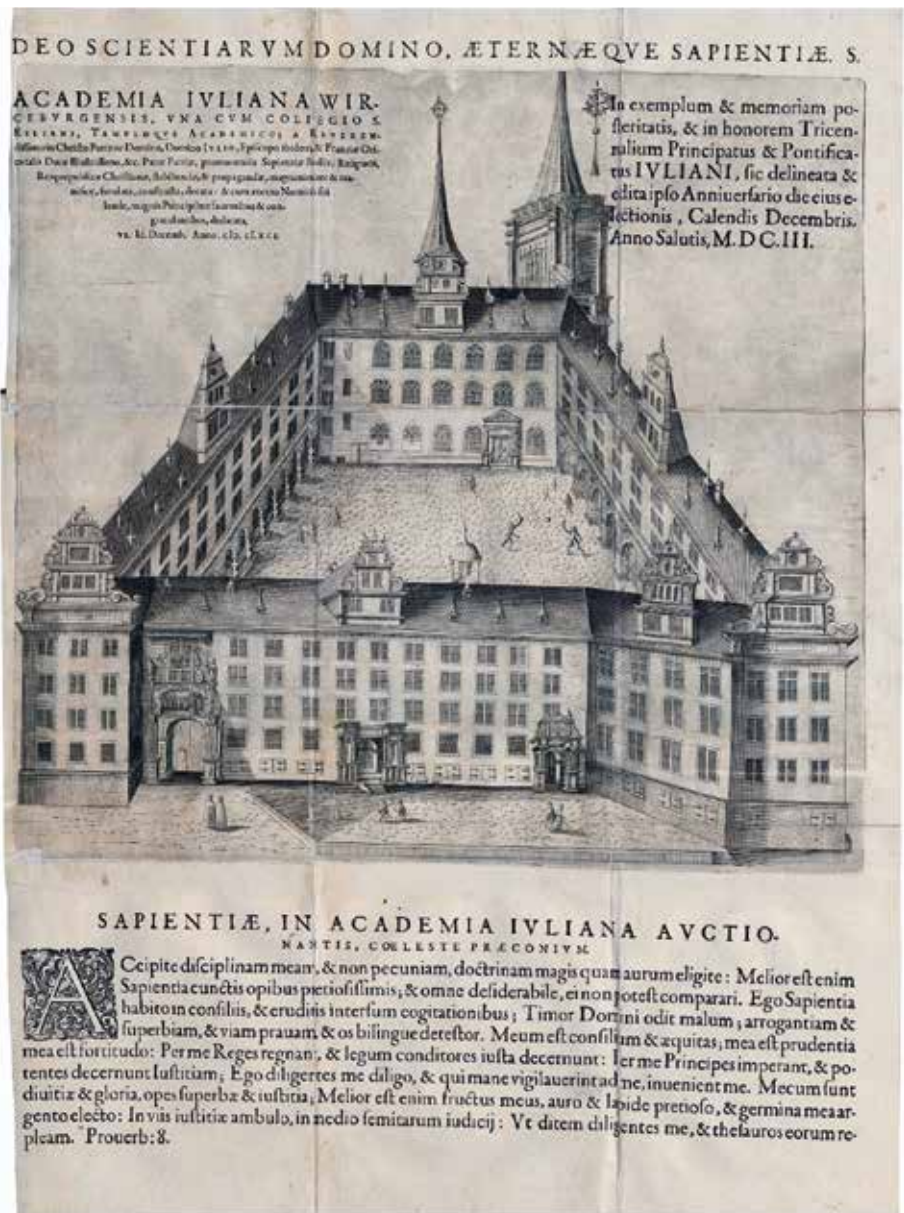 DEO SCIENTIARVM DOMINO, ÆTERNÆQVE SAPIENTIÆ. S.
ACADEMIA IVLIANA WIR-
CEBVRGENSIS, VNA CVM COLLEGIO S.
KILIANI, TEMPLOQVE ACADEMICO; A REVEREN-
In exemplum & memoriam po-
steritatis, & in honorem Tricen-
nalium Principatus & Pontifica-
tus IVLIANI, sic delineata &
edita ipso Anniuersario die eius e-
lectionis, Calendis Decembris.
Anno Salutis, M.DC.III.
SAPIENTIÆ, IN ACADEMIA IVLIANA AVCTIO-
NANTIS, COELESTE PRÆCONIVM.
ACcipite disciplinam meam, & non pecuniam, doctrinam magis quam aurum eligite: Melior est enim
Sapientia cunctis opibus pretiosissimis; & omne desiderabile, ei non potest comparari. Ego Sapientia
habito in consiliis, & eruditis intersum cogitationibus; Timor Domini odit malum; arrogantiam &
superbiam, & viam prauam & os bilingue detestor. Meum est consilium & æquitas; mea est prudentia
mea est fortitudo: Per me Reges regnant, & legum conditores iusta decernunt: Per me Principes imperant, & po-
tentes decernunt Iustitiam; Ego diligentes me diligo, & qui mane vigilauerint ad me, inuenient me. Mecum sunt
diuitiæ & gloria, opes superbæ & iustitia; Melior est enim fructus meus, auro & lapide pretioso, & germina mea ar-
gento electo: In viis iustitiæ ambulo, in medio semitarum iudicij: Vt ditem diligentes me, & thesauros eorum re-
pleam. Prouerb: 8.